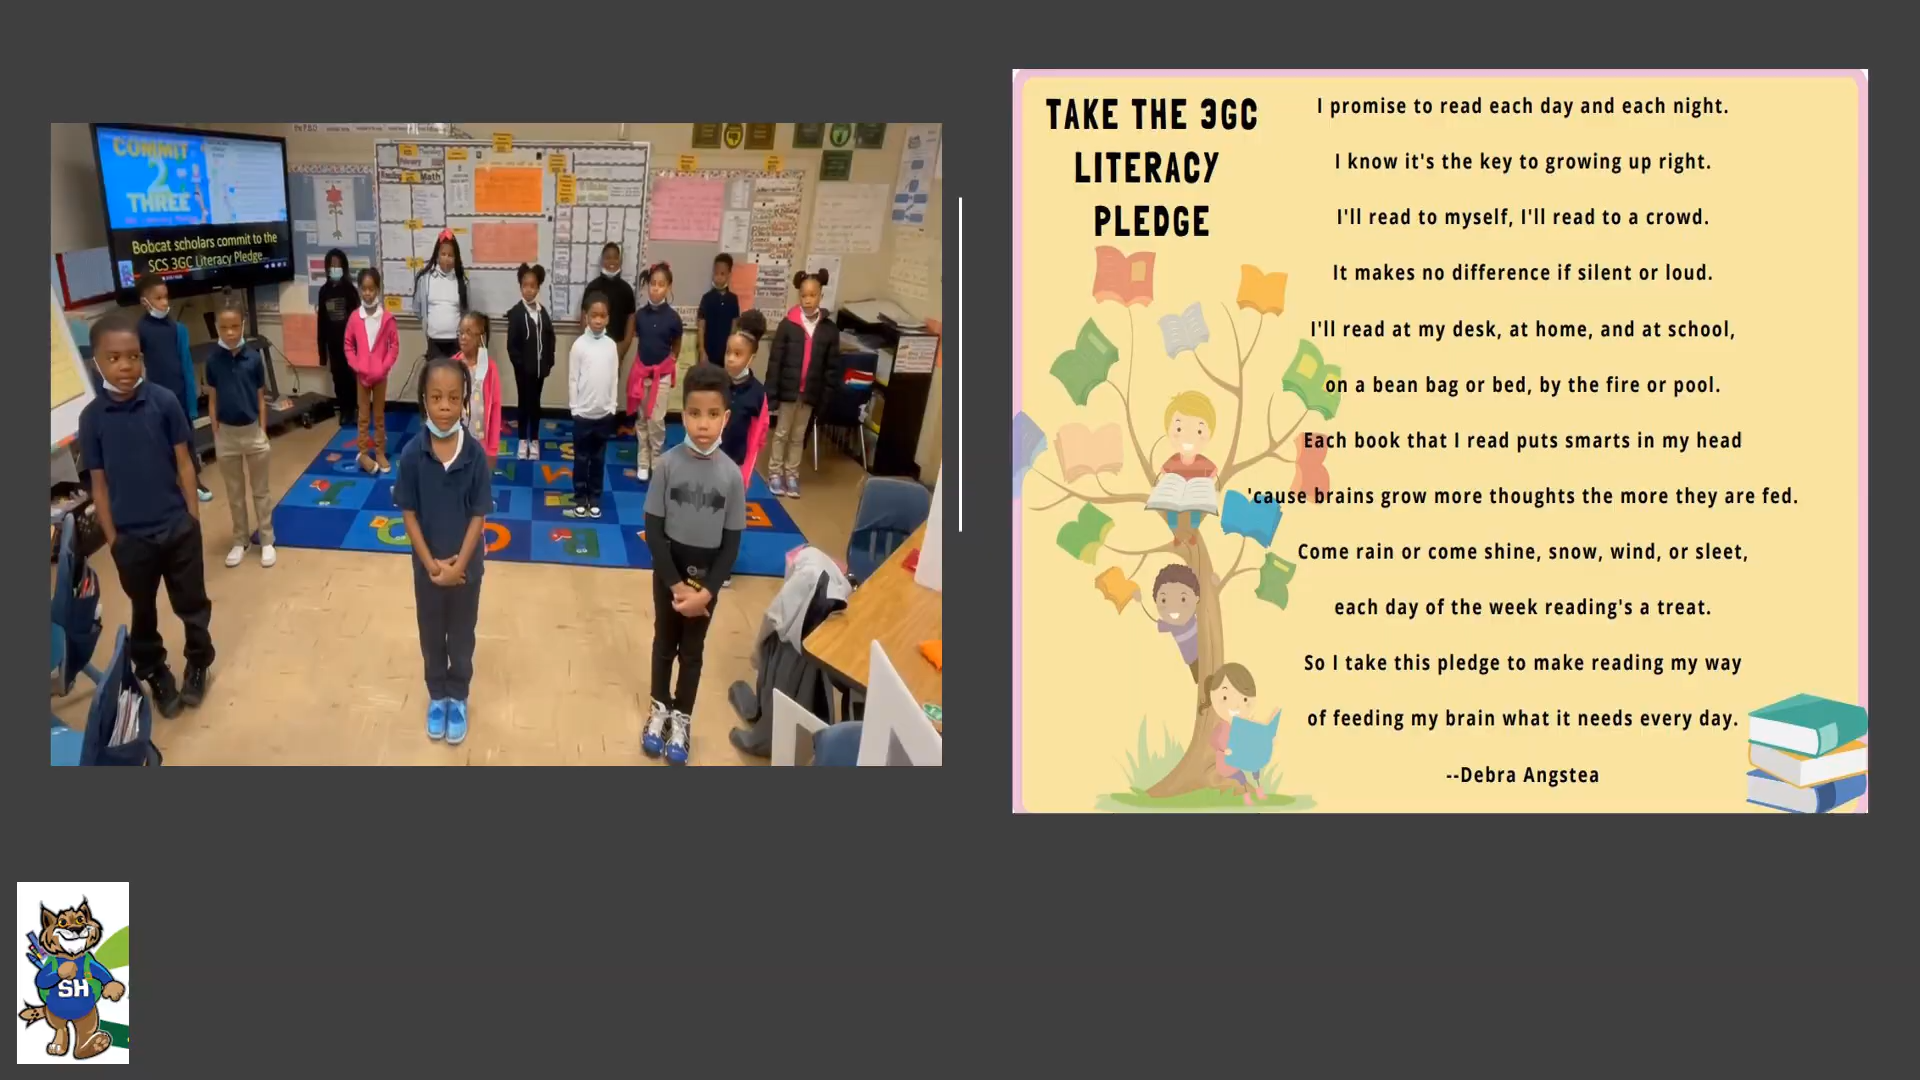 COMMIT
2
THREE
Bobcat scholars commit to the
SCS 3GC Literacy Pledge
Math
TAKE THE 3GC
LITERACY
PLEDGE
I promise to read each day and each night.
I know it's the key to growing up right.
I'll read to myself, I'll read to a crowd.
It makes no difference if silent or loud.
I'll read at my desk, at home, and at school,
on a bean bag or bed, by the fire or pool.
Each book that I read puts smarts in my head
'cause brains grow more thoughts the more they are fed.
Come rain or come shine, snow, wind, or sleet,
each day of the week reading's a treat.
So I take this pledge to make reading my way
of feeding my brain what it needs every day.
--Debra Angstea
SH